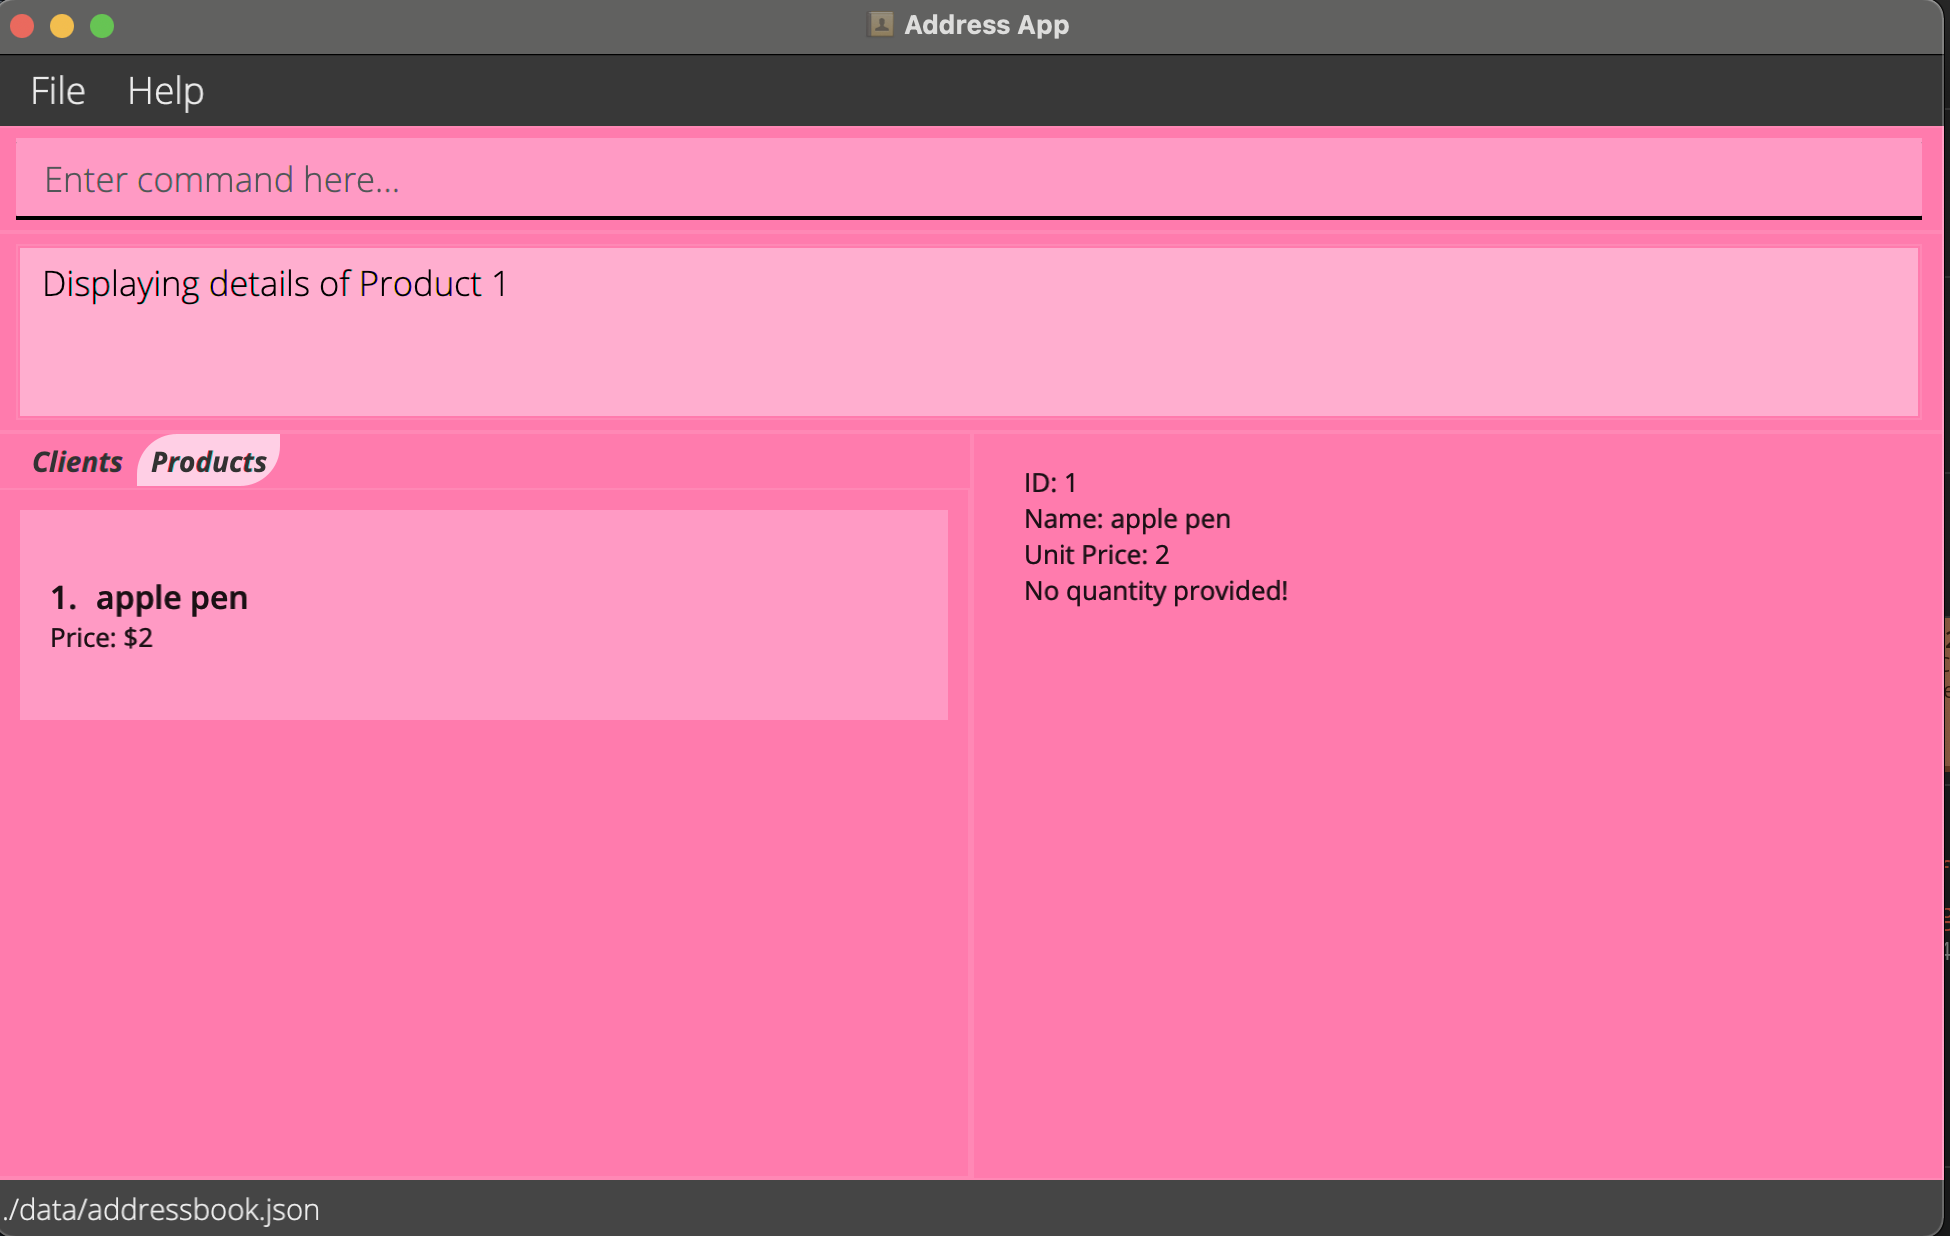 Address App
File Help
Enter command here...
Displaying details of Product 1
Clients Products
1. apple pen
Price: $2
ID: 1
Name: apple pen
Unit Price: 2
No quantity provided!
./data/addressbook.json